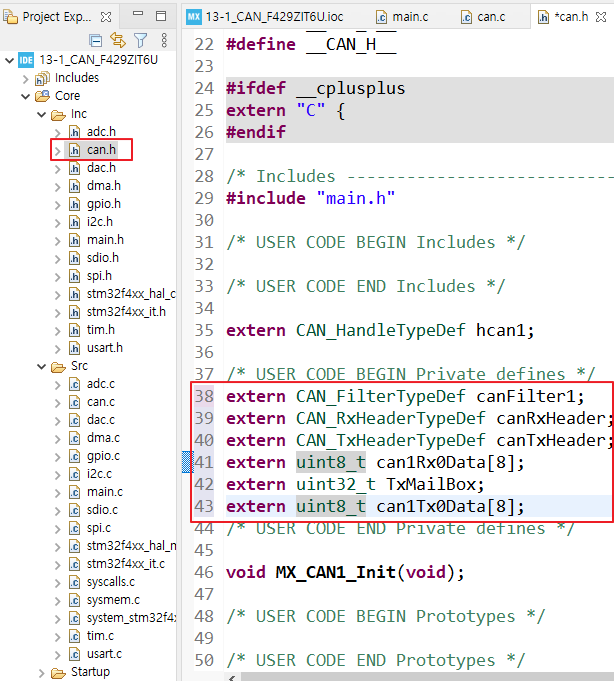 Project Exp...
13-1_CAN_F429ZIT6U
Includes
Core
Inc
adc.h
can.h
dac.h
dma.h
gpio.h
i2c.h
main.h
sdio.h
spi.h
stm32f4xx_hal_c
stm32f4xx_it.h
tim.h
usart.h
Src
adc.c
can.c
dac.c
dma.c
gpio.c
i2c.c
main.c
sdio.c
spi.c
stm32f4xx_hal_m
stm32f4xx_it.c
syscalls.c
sysmem.c
system_stm32f4x
tim.c
usart.c
Startup
MX 13-1_CAN_F429ZIT6U.ioc
main.c
can.c
*can.h
22 #define __CAN_H__
23
24 #ifdef __cplusplus
25 extern "C" {
26 #endif
27
28 /* Includes ---------------------------
29 #include "main.h"
30
31 /* USER CODE BEGIN Includes */
32
33 /* USER CODE END Includes */
34
35 extern CAN_HandleTypeDef hcan1;
36
37 /* USER CODE BEGIN Private defines */
38 extern CAN_FilterTypeDef canFilter1;
39 extern CAN_RxHeaderTypeDef canRxHeader;
40 extern CAN_TxHeaderTypeDef canTxHeader;
41 extern uint8_t can1Rx0Data[8];
42 extern uint32_t TxMailBox;
43 extern uint8_t can1Tx0Data[8];
44 /* USER CODE END Private defines */
45
46 void MX_CAN1_Init(void);
47
48 /* USER CODE BEGIN Prototypes */
49
50 /* USER CODE END Prototypes */